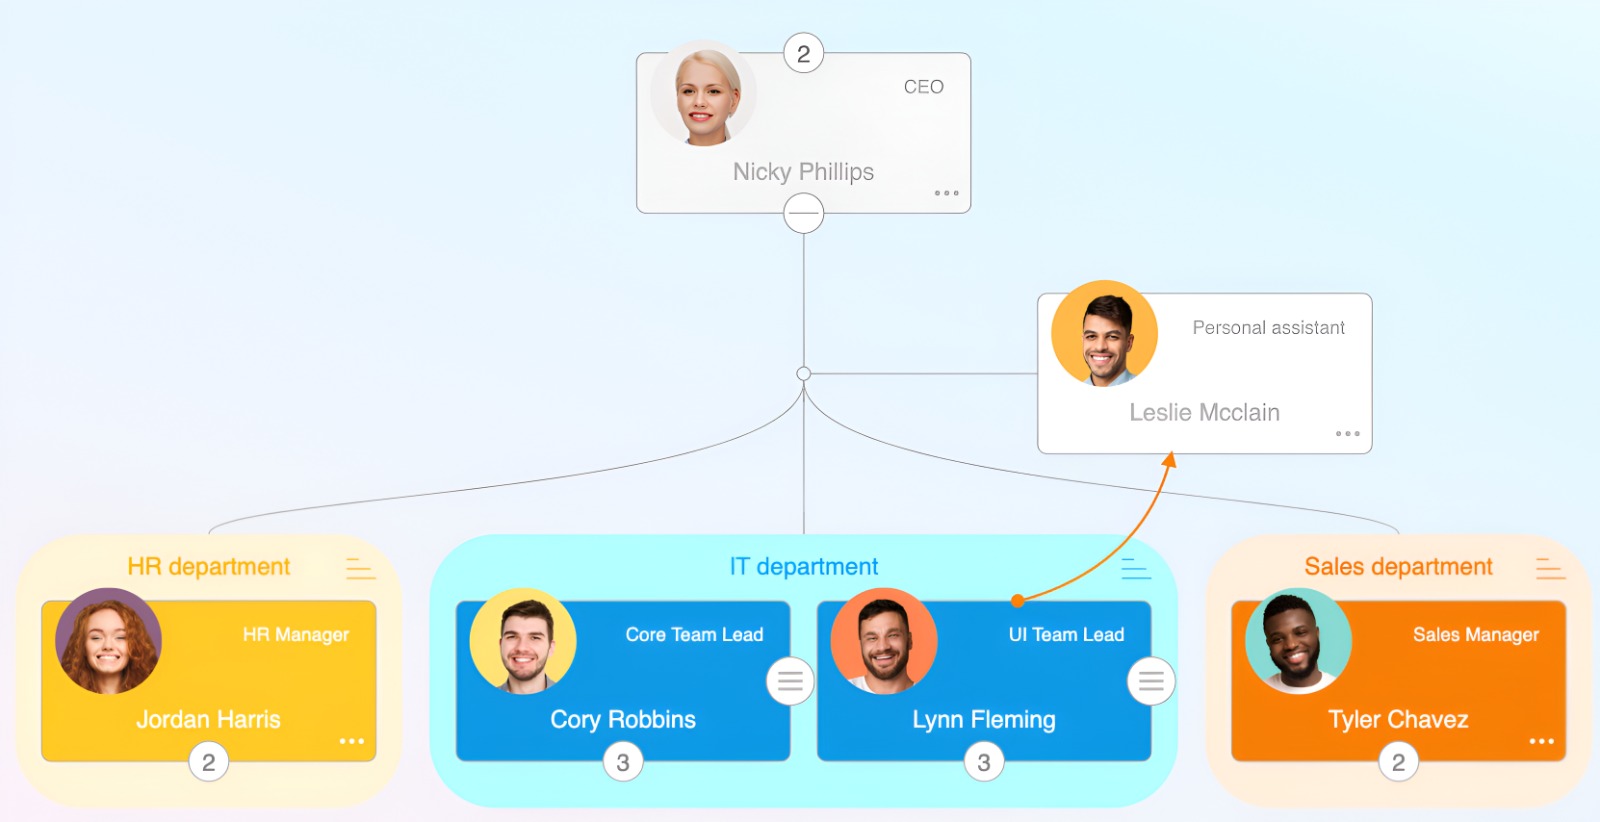 2
CEO
Nicky Phillips
Personal assistant
Leslie Mcclain
HR department
HR Manager
Jordan Harris
2
IT department
Core Team Lead
Cory Robbins
3
UI Team Lead
Lynn Fleming
3
Sales department
Sales Manager
Tyler Chavez
2